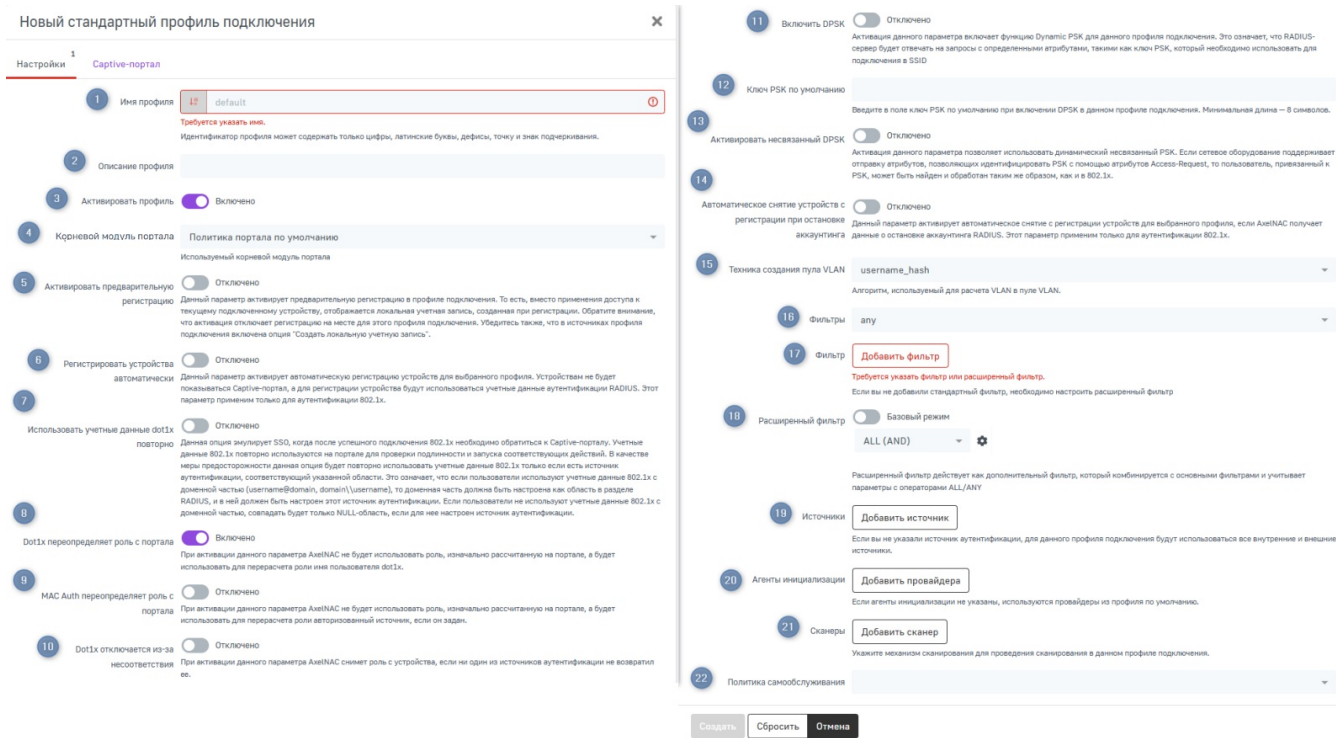 Новый стандартный профиль подключения
Настройки 1
Captive-портал
1 Имя профиля default
Требуется указать имя.
Идентификатор профиля может содержать только цифры, латинские буквы, дефисы, точку и знак подчеркивания.
2 Описание профиля
3 Активировать профиль Включено
4 Корневой модуль портала Политика портала по умолчанию
Используемый корневой модуль портала
5 Активировать предварительную
регистрацию
Отключено
Данный параметр активирует предварительную регистрацию в профиле подключения. То есть, вместо применения доступа к
текущему подключенному устройству, отображается локальная учетная запись, созданная при регистрации. Обратите внимание,
что активация отключает регистрацию на месте для этого профиля подключения. Убедитесь также, что в источниках профиля
подключения включена опция "Создать локальную учетную запись".
6 Регистрировать устройства
автоматически
Отключено
Данный параметр активирует автоматическую регистрацию устройств для выбранного профиля. Устройствам не будет
показываться Captive-портал, а для регистрации устройства будут использоваться учетные данные аутентификации RADIUS. Этот
параметр применим только для аутентификации 802.1x.
7
Использовать учетные данные dot1x
повторно
Отключено
Данная опция эмулирует SSO, когда после успешного подключения 802.1x необходимо обратиться к Captive-порталу. Учетные
данные 802.1x повторно используются на портале для проверки подлинности и запуска соответствующих действий. В качестве
меры предосторожности данная опция будет повторно использовать учетные данные 802.1x только если есть источник
аутентификации, соответствующий указанной области. Это означает, что если пользователи используют учетные данные 802.1x с
доменной частью (username@domain, domain\\username), то доменная часть должна быть настроена как область в разделе
RADIUS, и в ней должен быть настроен этот источник аутентификации. Если пользователи не используют учетные данные 802.1x с
доменной частью, совпадать будет только NULL-область, если для нее настроен источник аутентификации.
8
Dot1x переопределяет роль с портала Включено
При активации данного параметра AxelNAC не будет использовать роль, изначально рассчитанную на портале, а будет
использовать для перерасчета роли имя пользователя dot1x.
9
MAC Auth переопределяет роль с
портала
Отключено
При активации данного параметра AxelNAC не будет использовать роль, изначально рассчитанную на портале, а будет
использовать для перерасчета роли авторизованный источник, если он задан.
10 Dot1x отключается из-за
несоответствия
Отключено
При активации данного параметра AxelNAC снимет роль с устройства, если ни один из источников аутентификации не возвратил
ее.
11 Включить DPSK Отключено
Активация данного параметра включает функцию Dynamic PSK для данного профиля подключения. Это означает, что RADIUS-
сервер будет отвечать на запросы с определенными атрибутами, такими как ключ PSK, который необходимо использовать для
подключения в SSID
12 Ключ PSK по умолчанию
Введите в поле ключ PSK по умолчанию при включении DPSK в данном профиле подключения. Минимальная длина — 8 символов.
13
Активировать несвязанный DPSK Отключено
Активация данного параметра позволяет использовать динамический несвязанный PSK. Если сетевое оборудование поддерживает
отправку атрибутов, позволяющих идентифицировать PSK с помощью атрибутов Access-Request, то пользователь, привязанный к
PSK, может быть найден и обработан таким же образом, как и в 802.1x.
14
Автоматическое снятие устройств с
регистрации при остановке
аккаунтинга
Отключено
Данный параметр активирует автоматическое снятие с регистрации устройств для выбранного профиля, если AxelNAC получает
данные о остановке аккаунтинга RADIUS. Этот параметр применим только для аутентификации 802.1x.
15 Техника создания пула VLAN username_hash
Алгоритм, используемый для расчета VLAN в пуле VLAN.
16 Фильтры any
17 Фильтр Добавить фильтр
Требуется указать фильтр или расширенный фильтр.
Если вы не добавили стандартный фильтр, необходимо настроить расширенный фильтр
18 Расширенный фильтр Базовый режим
ALL (AND)
Расширенный фильтр действует как дополнительный фильтр, который комбинируется с основными фильтрами и учитывает
параметры с операторами ALL/ANY
19 Источники Добавить источник
Если вы не указали источник аутентификации, для данного профиля подключения будут использоваться все внутренние и внешние
источники.
20 Агенты инициализации Добавить провайдера
Если агенты инициализации не указаны, используются провайдеры из профиля по умолчанию.
21 Сканеры Добавить сканер
Укажите механизм сканирования для проведения сканирования в данном профиле подключения.
22 Политика самообслуживания
Создать Сбросить Отмена